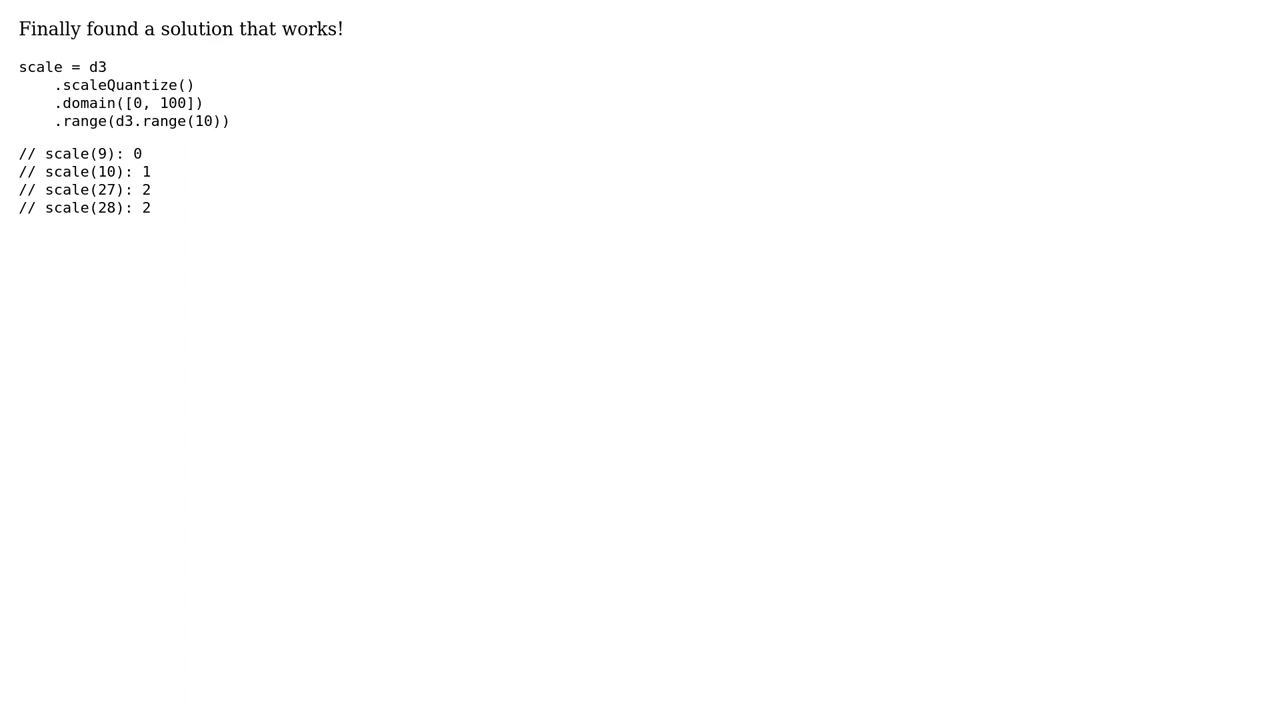 Finally found a solution that works!
scale = d3
    .scaleQuantize()
    .domain([0, 100])
    .range(d3.range(10))
// scale(9): 0
// scale(10): 1
// scale(27): 2
// scale(28): 2